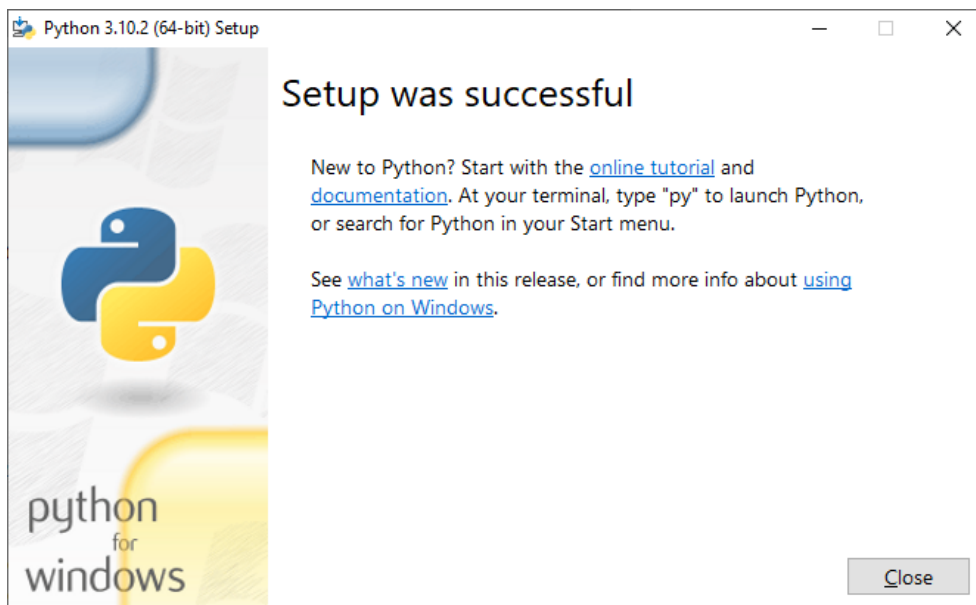 Python 3.10.2 (64-bit) Setup
Setup was successful
New to Python? Start with the online tutorial and
documentation. At your terminal, type "py" to launch Python,
or search for Python in your Start menu.
See what's new in this release, or find more info about using
Python on Windows.
python
for
windows
Close